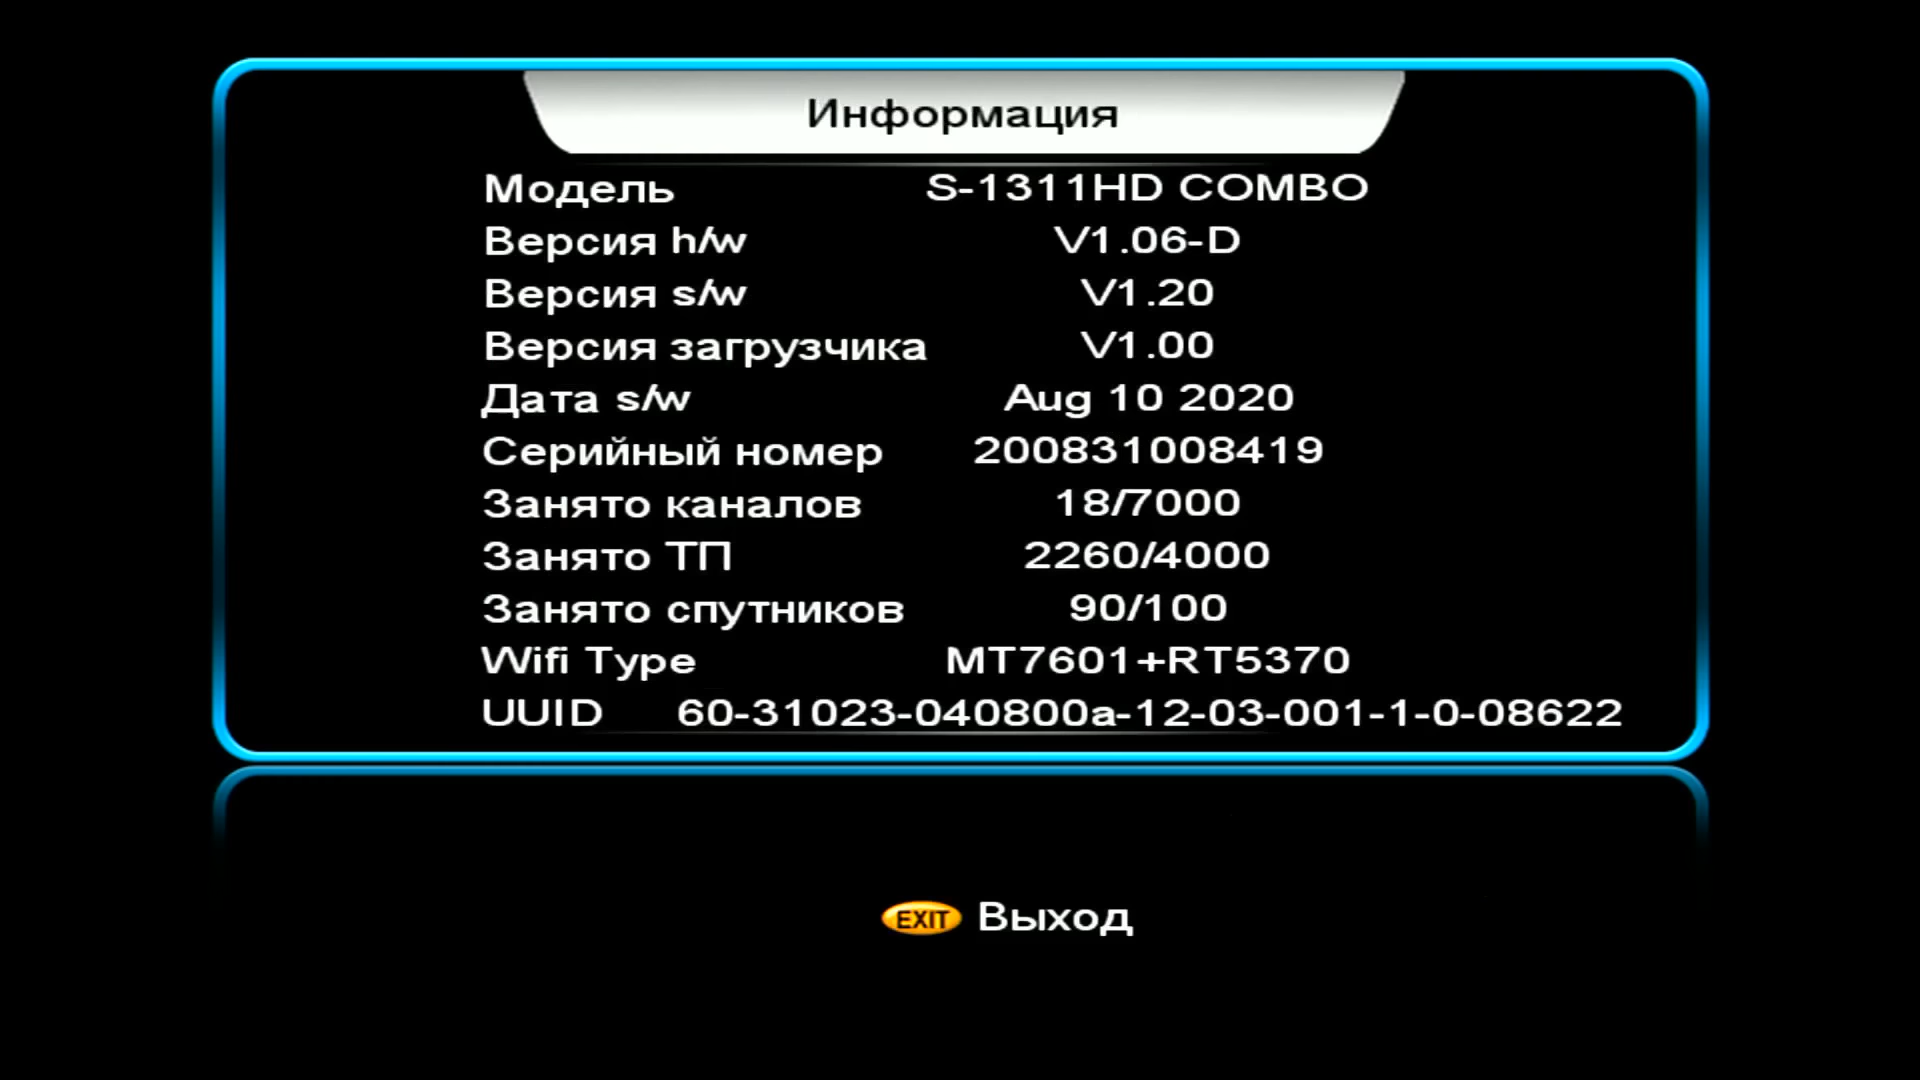 Информация
Модель S-1311HD COMBO
Версия h/w V1.06-D
Версия s/w V1.20
Версия загрузчика V1.00
Дата s/w Aug 10 2020
Серийный номер 200831008419
Занято каналов 18/7000
Занято ТП 2260/4000
Занято спутников 90/100
Wifi Type MT7601+RT5370
UUID 60-31023-040800a-12-03-001-1-0-08622
EXIT Выход